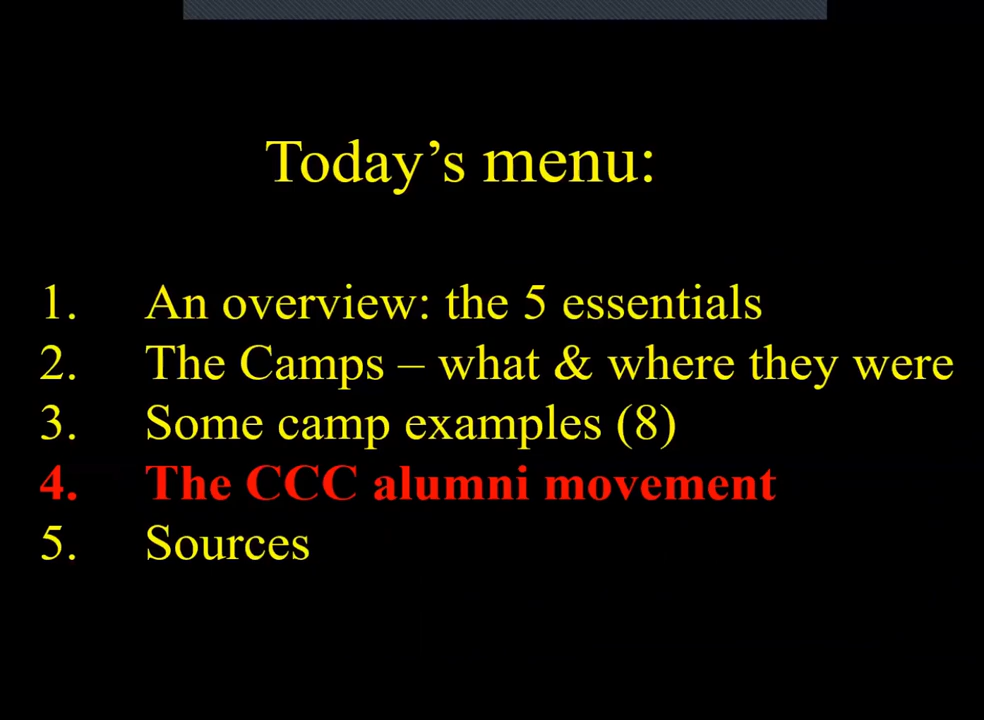 Today’s menu:
1. An overview: the 5 essentials
2. The Camps – what & where they were
3. Some camp examples (8)
4. The CCC alumni movement
5. Sources